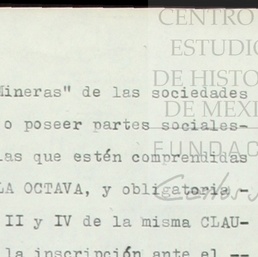 CENTRO
ESTUDIO
DE HISTO
DE MEXI
FUNDAC
Mineras" de las sociedades
o poseer partes sociales-
las que estén comprendidas
LA OCTAVA, y obligatoria -
II y IV de la misma CLAU-
la inscripción ante el --